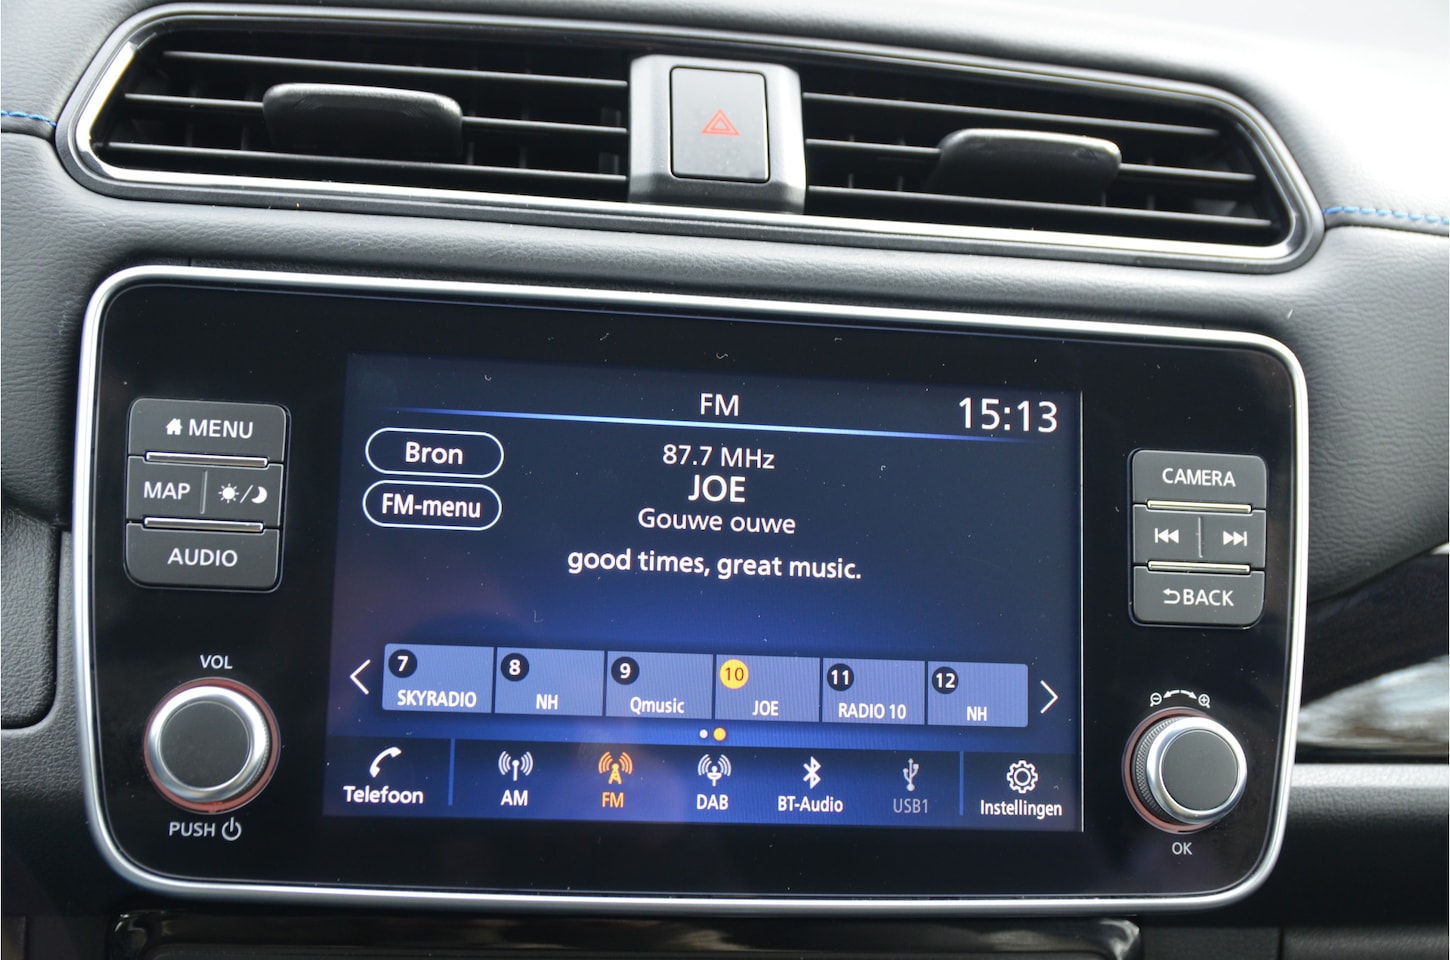 FM
15:13
Bron
FM-menu
87.7 MHz
JOE
Gouwe ouwe
good times, great music.
7
SKYRADIO
8
NH
9
Qmusic
10
JOE
11
RADIO 10
12
NH
Telefoon
AM
FM
DAB
BT-Audio
USB1
Instellingen
MENU
MAP
AUDIO
VOL
PUSH
CAMERA
BACK
OK